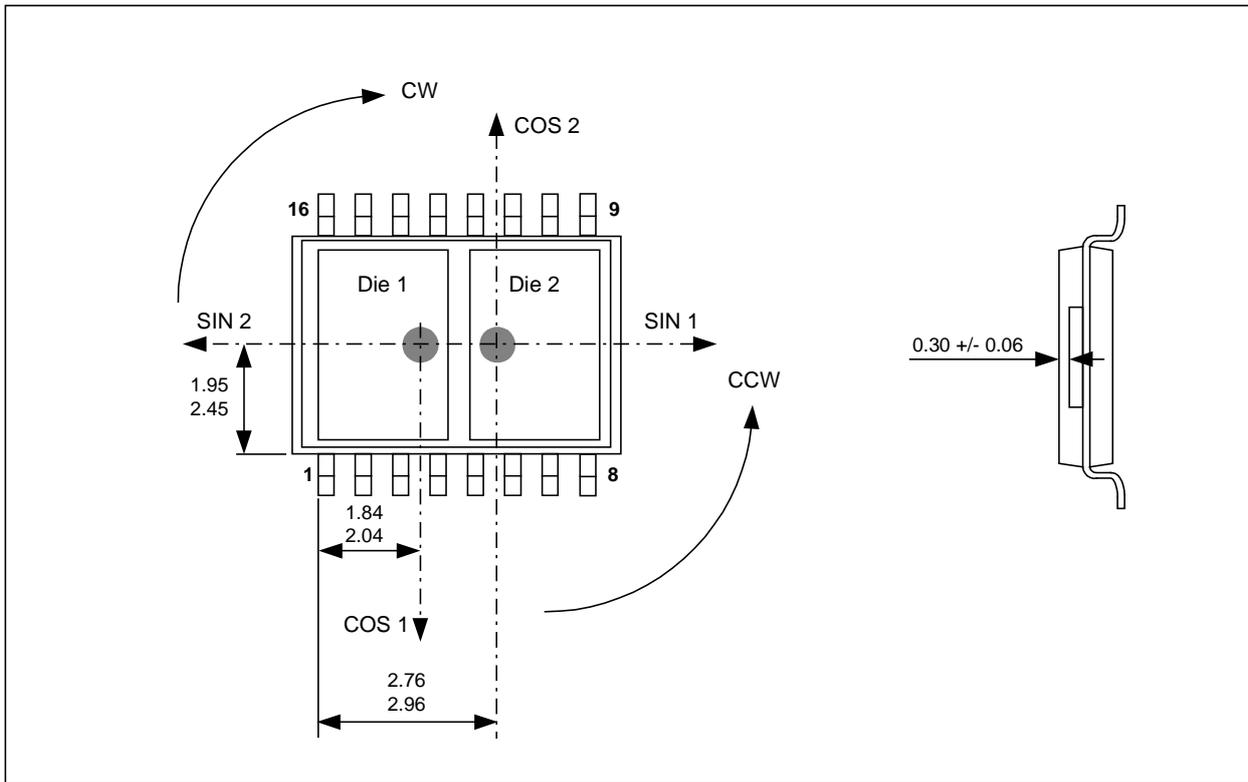 CW
COS 2
16
9
Die 1
Die 2
SIN 2
SIN 1
0.30 +/- 0.06
CCW
1.95
2.45
1
8
1.84
2.04
COS 1
2.76
2.96